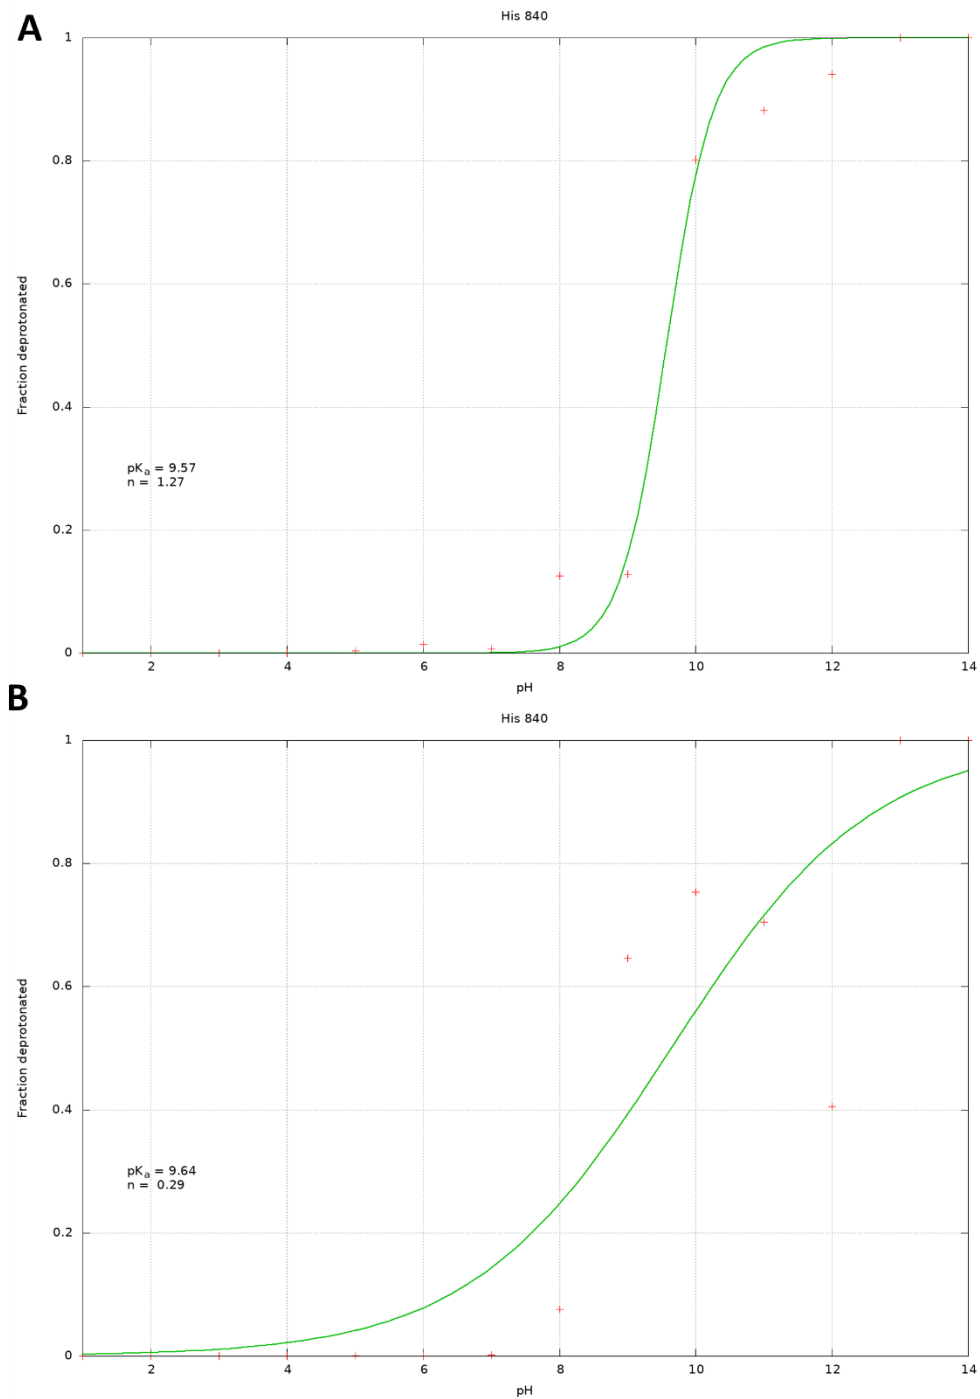 A
His 840
1
0.8
0.6
0.4
0.2
0
Fraction deprotonated
pKa = 9.57
n = 1.27
2 4 6 8 10 12 14
pH
B
His 840
1
0.8
0.6
0.4
0.2
0
Fraction deprotonated
pKa = 9.64
n = 0.29
2 4 6 8 10 12 14
pH